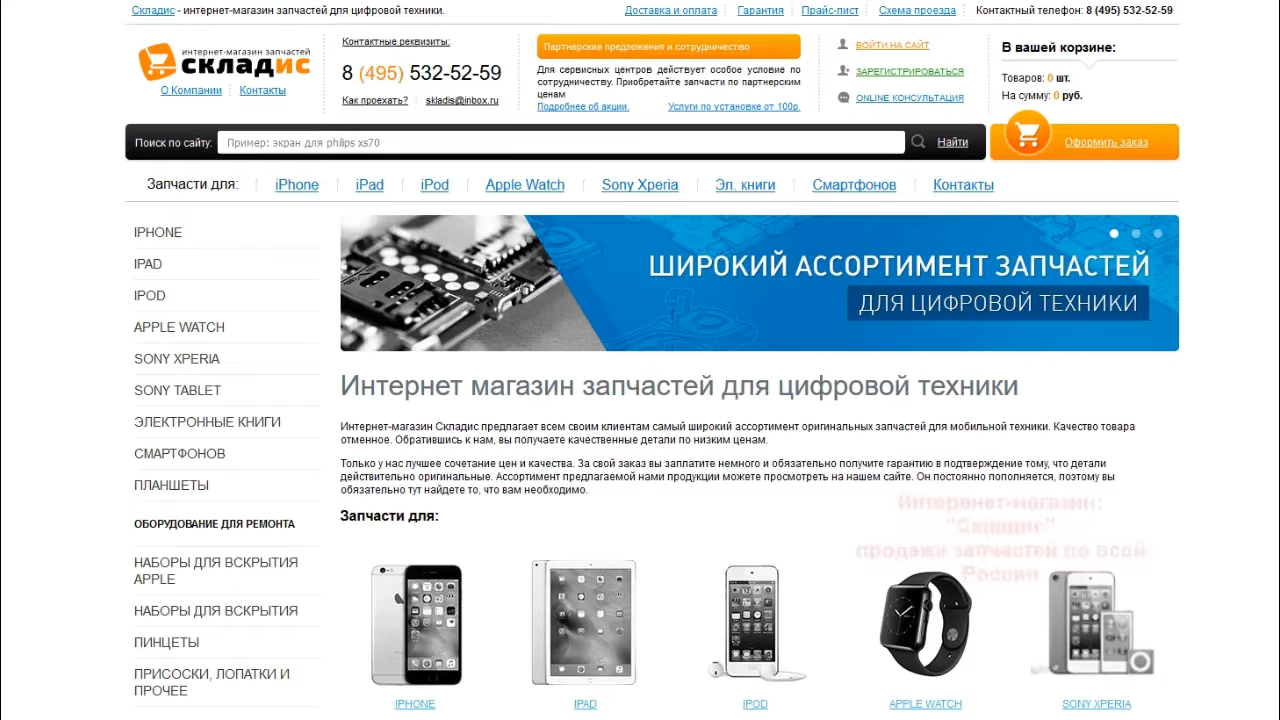 Складис - интернет-магазин запчастей для цифровой техники.
Доставка и оплата
Гарантия
Прайс-лист
Схема проезда
Контактный телефон: 8 (495) 532-52-59
интернет-магазин запчастей
складис
О Компании
Контакты
Контактные реквизиты:
8 (495) 532-52-59
Как проехать?
skladis@inbox.ru
Партнерские предложения и сотрудничество
Для сервисных центров действует особое условие по
сотрудничеству. Приобретайте запчасти по партнерским
ценам
Подробнее об акции.
Услуги по установке от 100р.
ВОЙТИ НА САЙТ
ЗАРЕГИСТРИРОВАТЬСЯ
ONLINE КОНСУЛЬТАЦИЯ
В вашей корзине:
Товаров: 0 шт.
На сумму: 0 руб.
Поиск по сайту:
Пример: экран для philips xs70
Найти
Оформить заказ
Запчасти для:
iPhone
iPad
iPod
Apple Watch
Sony Xperia
Эл. книги
Смартфонов
Контакты
IPHONE
IPAD
IPOD
APPLE WATCH
SONY XPERIA
SONY TABLET
ЭЛЕКТРОННЫЕ КНИГИ
СМАРТФОНОВ
ПЛАНШЕТЫ
ОБОРУДОВАНИЕ ДЛЯ РЕМОНТА
НАБОРЫ ДЛЯ ВСКРЫТИЯ
APPLE
НАБОРЫ ДЛЯ ВСКРЫТИЯ
ПИНЦЕТЫ
ПРИСОСКИ, ЛОПАТКИ И
ПРОЧЕЕ
ШИРОКИЙ АССОРТИМЕНТ ЗАПЧАСТЕЙ
ДЛЯ ЦИФРОВОЙ ТЕХНИКИ
Интернет магазин запчастей для цифровой техники
Интернет-магазин Складис предлагает всем своим клиентам самый широкий ассортимент оригинальных запчастей для мобильной техники. Качество товара
отменное. Обратившись к нам, вы получаете качественные детали по низким ценам.
Только у нас лучшее сочетание цен и качества. За свой заказ вы заплатите немного и обязательно получите гарантию в подтверждение тому, что детали
действительно оригинальные. Ассортимент предлагаемой нами продукции можете просмотреть на нашем сайте. Он постоянно пополняется, поэтому вы
обязательно тут найдете то, что вам необходимо.
Запчасти для:
продажа запчастей по всей
России
IPHONE
IPAD
IPOD
APPLE WATCH
SONY XPERIA